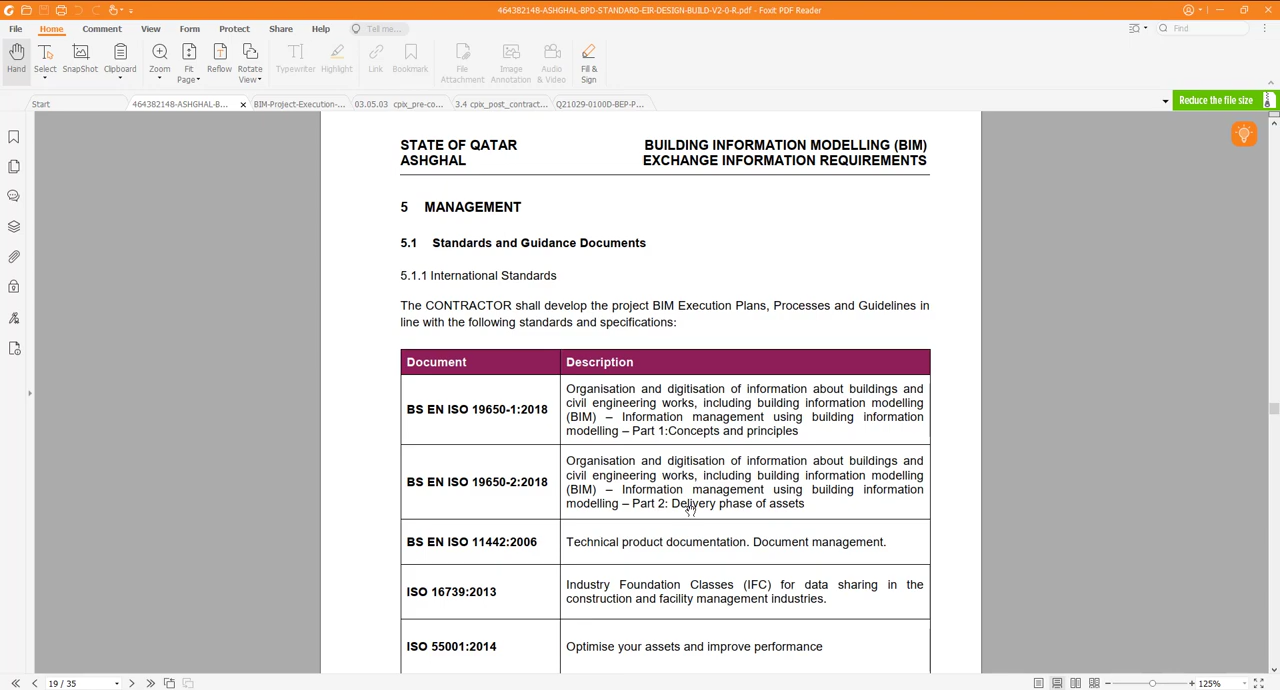 464382148-ASHGHAL-BPD-STANDARD-EIR-DESIGN-BUILD-V2-0-R.pdf - Foxit PDF Reader
File Home Comment View Form Protect Share Help Tell me... Find
Hand Select SnapShot Clipboard Zoom Fit Page Reflow Rotate View Typewriter Highlight Link Bookmark File Attachment Image Annotation Audio & Video Fill & Sign
Start 464382148-ASHGHAL-B... BIM-Project-Execution-... 03.05.03 cpix_pre-co... 3.4 cpix_post_contract... Q21029-0100D-BEP-P... Reduce the file size
STATE OF QATAR BUILDING INFORMATION MODELLING (BIM)
ASHGHAL EXCHANGE INFORMATION REQUIREMENTS
5 MANAGEMENT
5.1 Standards and Guidance Documents
5.1.1 International Standards
The CONTRACTOR shall develop the project BIM Execution Plans, Processes and Guidelines in
line with the following standards and specifications:
Document Description
BS EN ISO 19650-1:2018
Organisation and digitisation of information about buildings and
civil engineering works, including building information modelling
(BIM) – Information management using building information
modelling – Part 1:Concepts and principles
BS EN ISO 19650-2:2018
Organisation and digitisation of information about buildings and
civil engineering works, including building information modelling
(BIM) – Information management using building information
modelling – Part 2: Delivery phase of assets
BS EN ISO 11442:2006 Technical product documentation. Document management.
ISO 16739:2013
Industry Foundation Classes (IFC) for data sharing in the
construction and facility management industries.
ISO 55001:2014 Optimise your assets and improve performance
19 / 35 125%